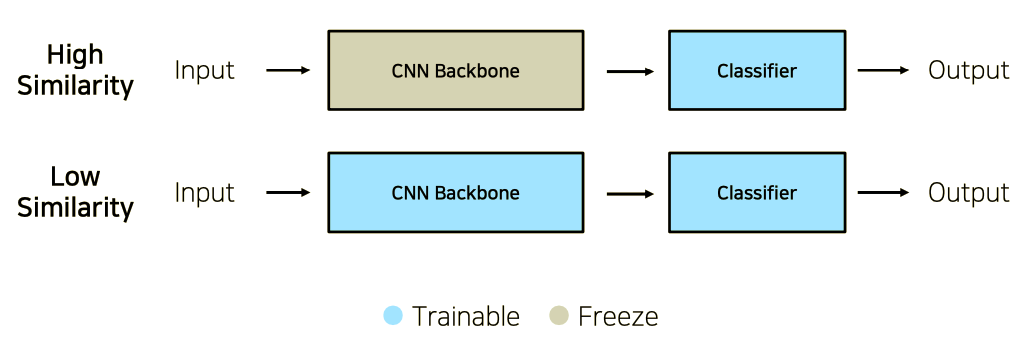 High
Similarity
Input
CNN Backbone
Classifier
Output
Low
Similarity
Input
CNN Backbone
Classifier
Output
Trainable
Freeze